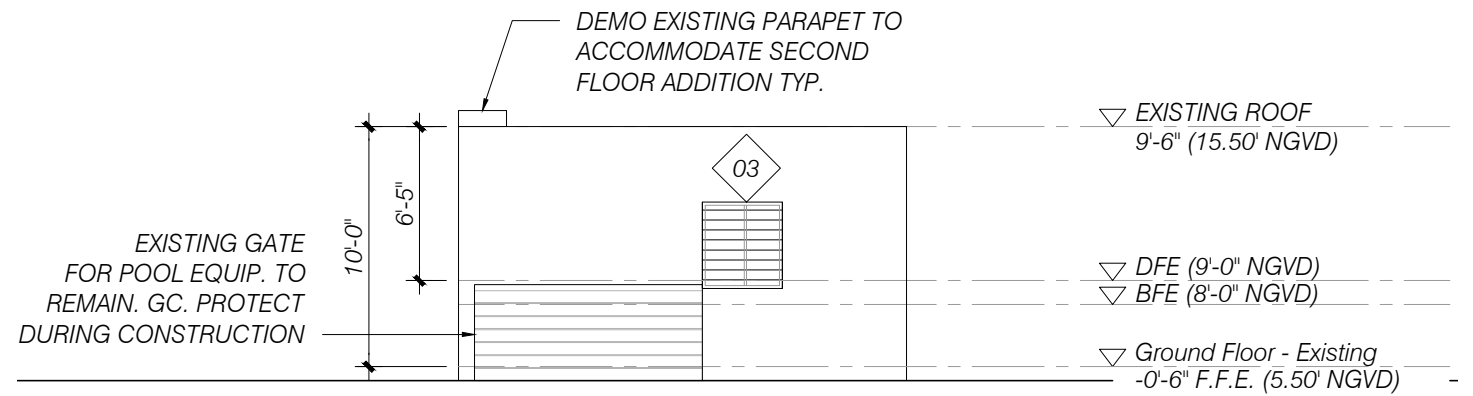 DEMO EXISTING PARAPET TO
ACCOMMODATE SECOND
FLOOR ADDITION TYP.
EXISTING ROOF
9'-6" (15.50' NGVD)
03
6'-5"
10'-0"
EXISTING GATE
FOR POOL EQUIP. TO
REMAIN. GC. PROTECT
DURING CONSTRUCTION
DFE (9'-0" NGVD)
BFE (8'-0" NGVD)
Ground Floor - Existing
-0'-6" F.F.E. (5.50' NGVD)